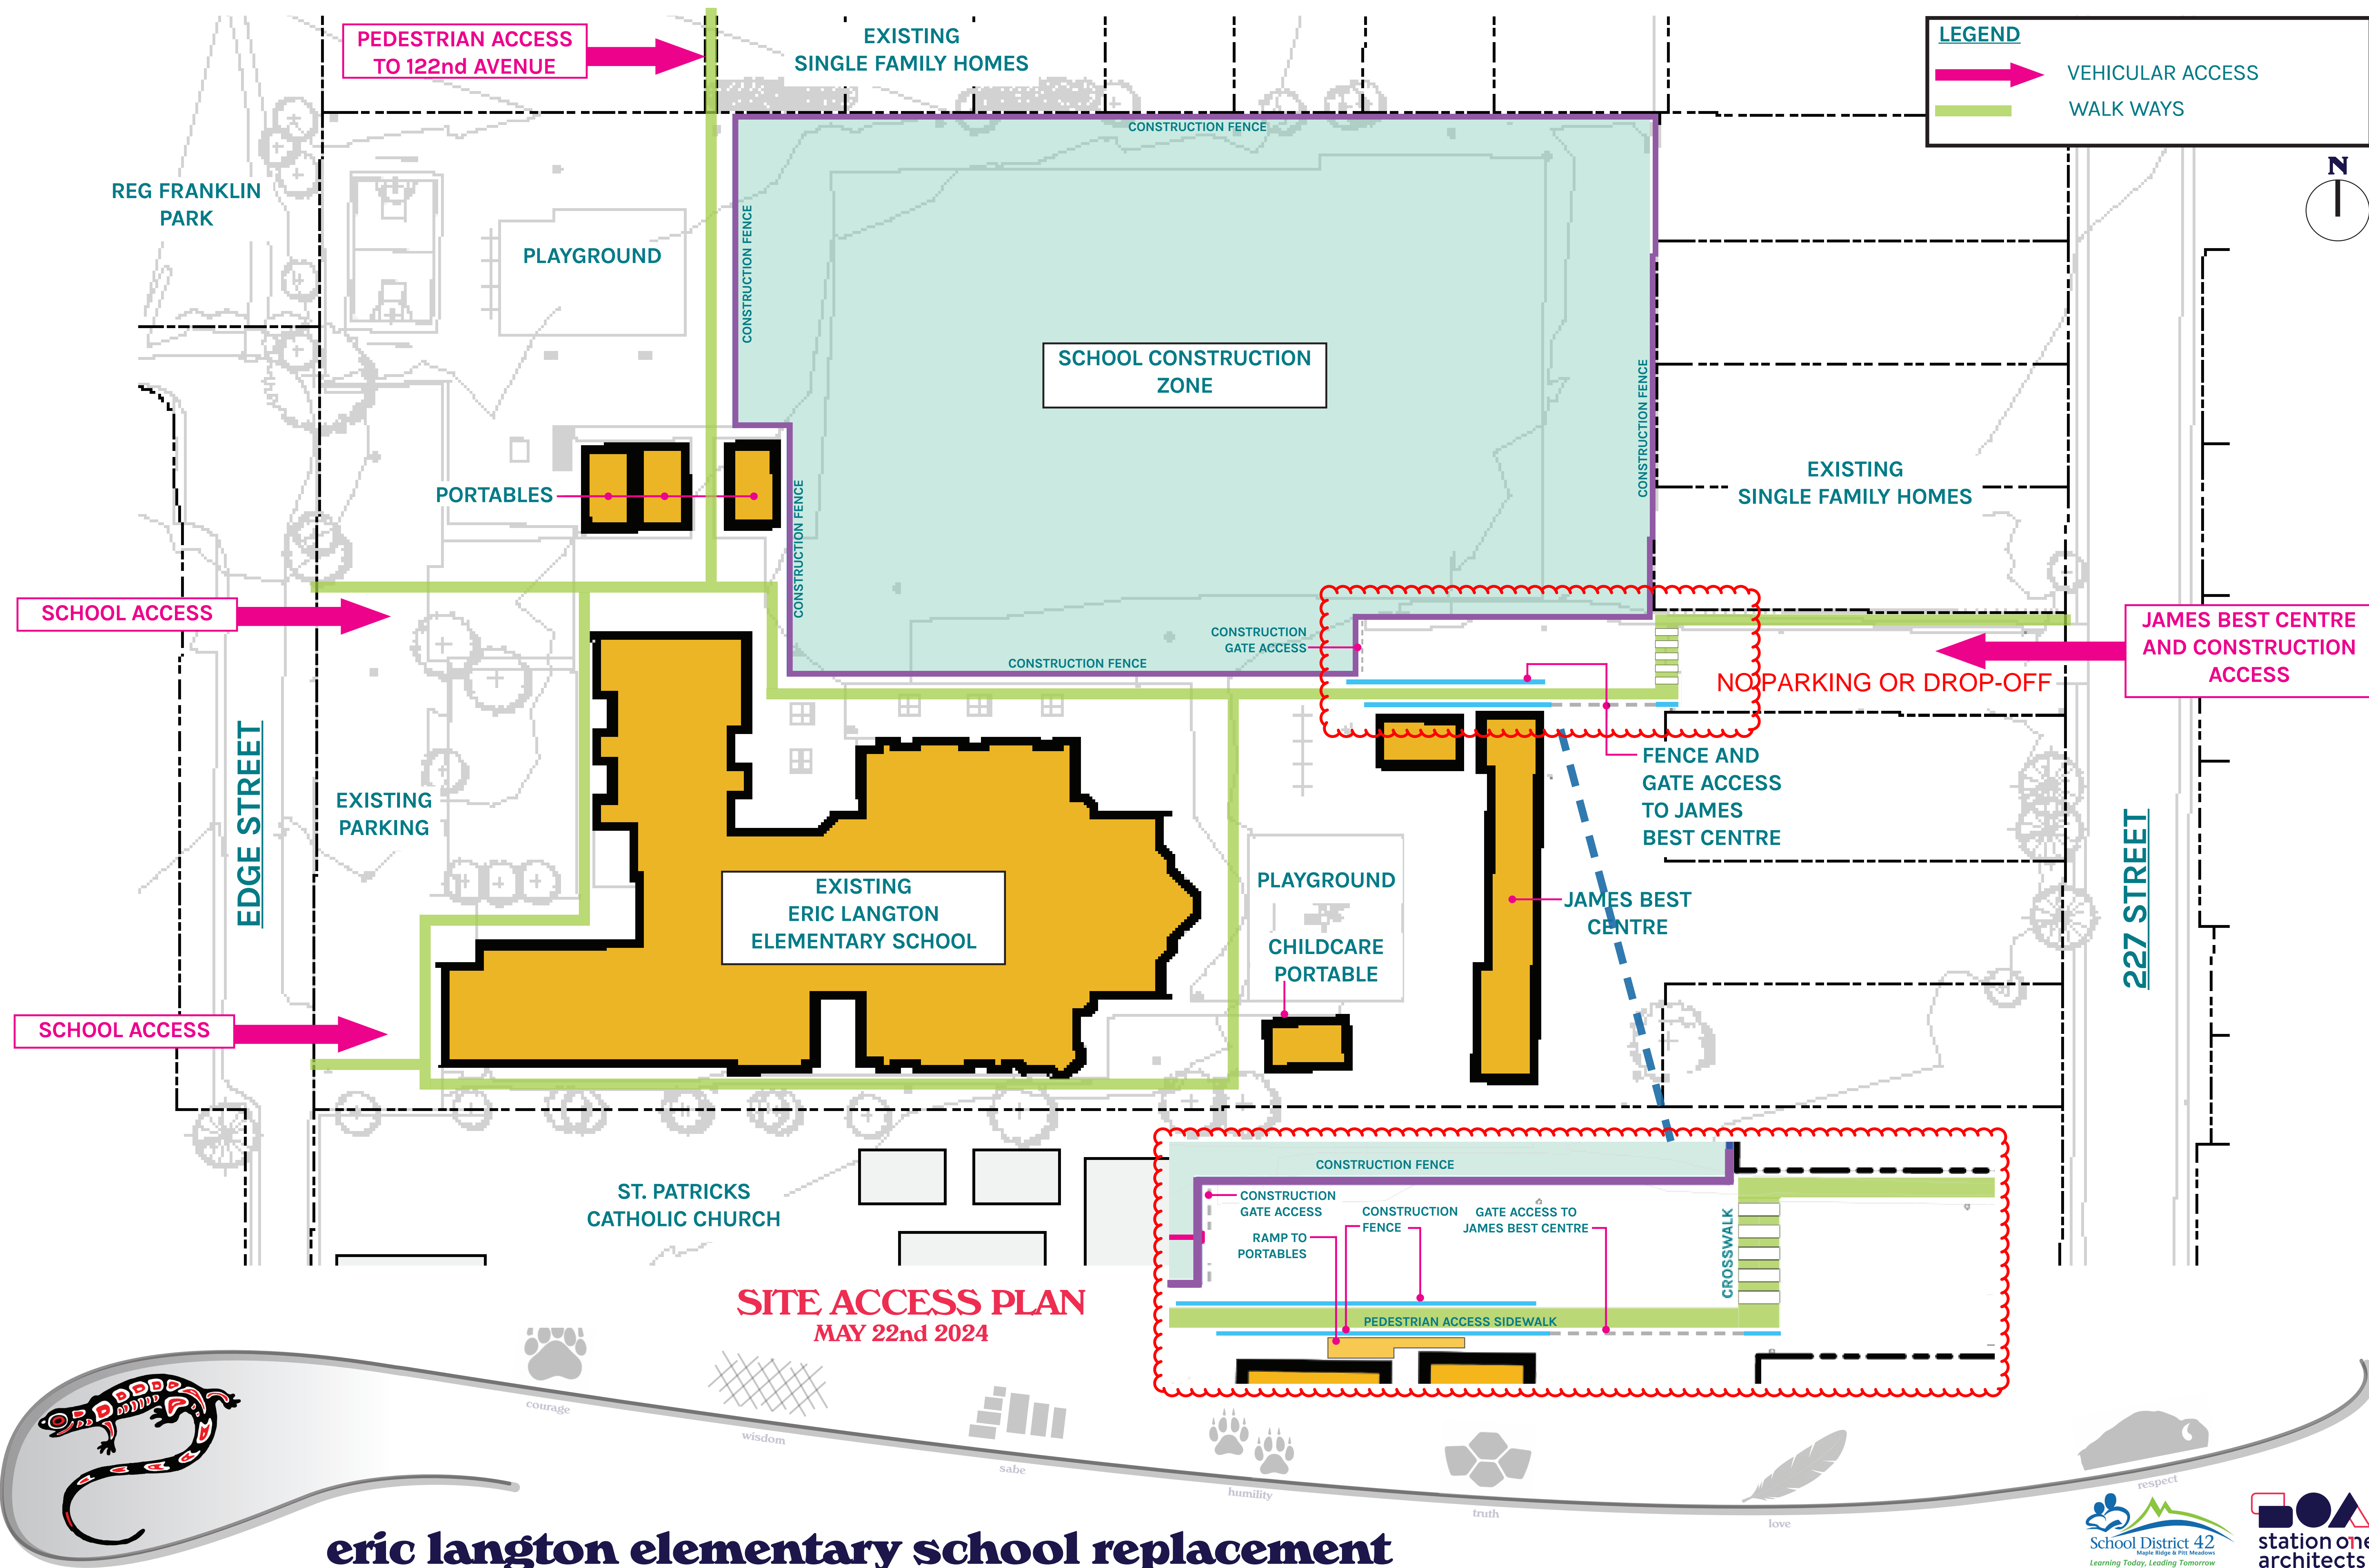 PEDESTRIAN ACCESS
TO 122nd AVENUE
EXISTING
SINGLE FAMILY HOMES
LEGEND
VEHICULAR ACCESS
WALK WAYS
N
CONSTRUCTION FENCE
REG FRANKLIN
PARK
PLAYGROUND
CONSTRUCTION FENCE
SCHOOL CONSTRUCTION
ZONE
CONSTRUCTION FENCE
EXISTING
SINGLE FAMILY HOMES
PORTABLES
CONSTRUCTION FENCE
SCHOOL ACCESS
CONSTRUCTION
GATE ACCESS
CONSTRUCTION FENCE
JAMES BEST CENTRE
AND CONSTRUCTION
ACCESS
NO PARKING OR DROP-OFF
FENCE AND
GATE ACCESS
TO JAMES
BEST CENTRE
EDGE STREET
EXISTING
PARKING
227 STREET
EXISTING
ERIC LANGTON
ELEMENTARY SCHOOL
PLAYGROUND
CHILDCARE
PORTABLE
JAMES BEST
CENTRE
SCHOOL ACCESS
ST. PATRICKS
CATHOLIC CHURCH
CONSTRUCTION FENCE
CONSTRUCTION
GATE ACCESS
CONSTRUCTION
FENCE
GATE ACCESS TO
JAMES BEST CENTRE
RAMP TO
PORTABLES
CROSSWALK
PEDESTRIAN ACCESS SIDEWALK
SITE ACCESS PLAN
MAY 22nd 2024
courage
wisdom
sabe
humility
truth
love
respect
eric langton elementary school replacement
School District 42
Maple Ridge & Pitt Meadows
Learning Today, Leading Tomorrow
station one
architects